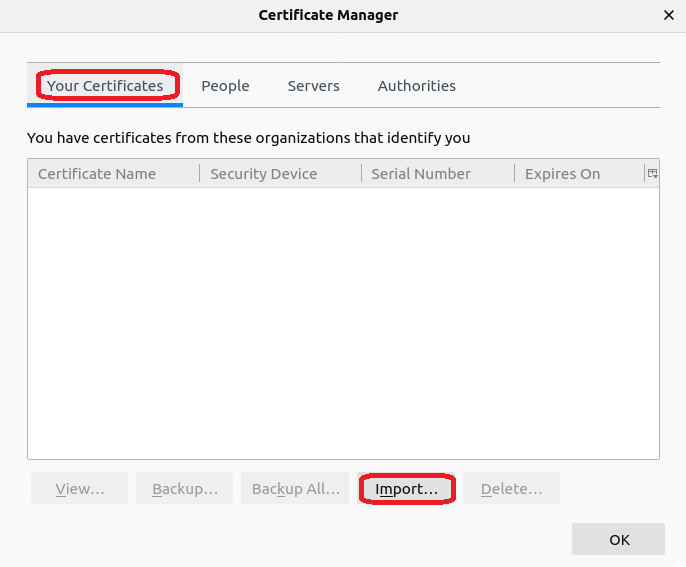 Certificate Manager
Your Certificates People Servers Authorities
You have certificates from these organizations that identify you
Certificate Name Security Device Serial Number Expires On
View… Backup… Backup All… Import… Delete…
OK